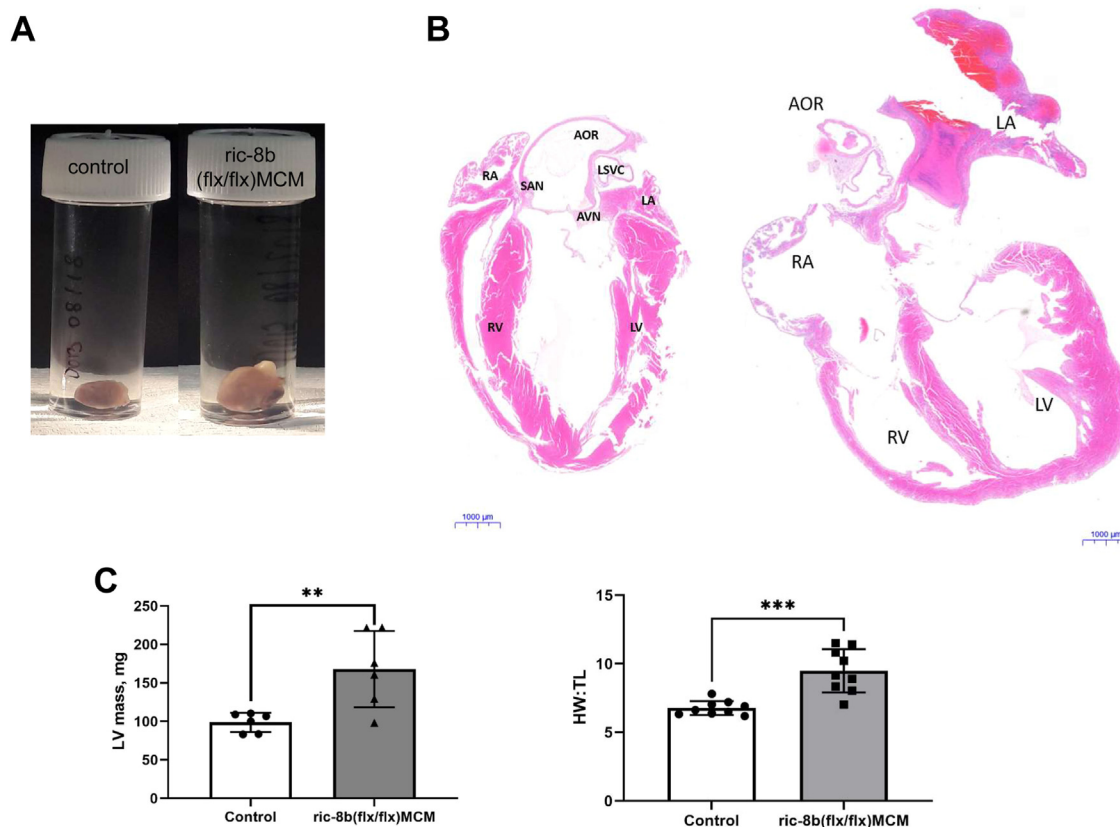 A
control
ric-8b
(flx/flx)MCM
B
AOR
RA
SAN
LSVC
LA
AVN
RV
LV
1000 µm
AOR
LA
RA
LV
RV
1000 µm
C
LV mass, mg
250
200
150
100
50
0
**
Control
ric-8b(flx/flx)MCM
HW:TL
15
10
5
0
***
Control
ric-8b(flx/flx)MCM